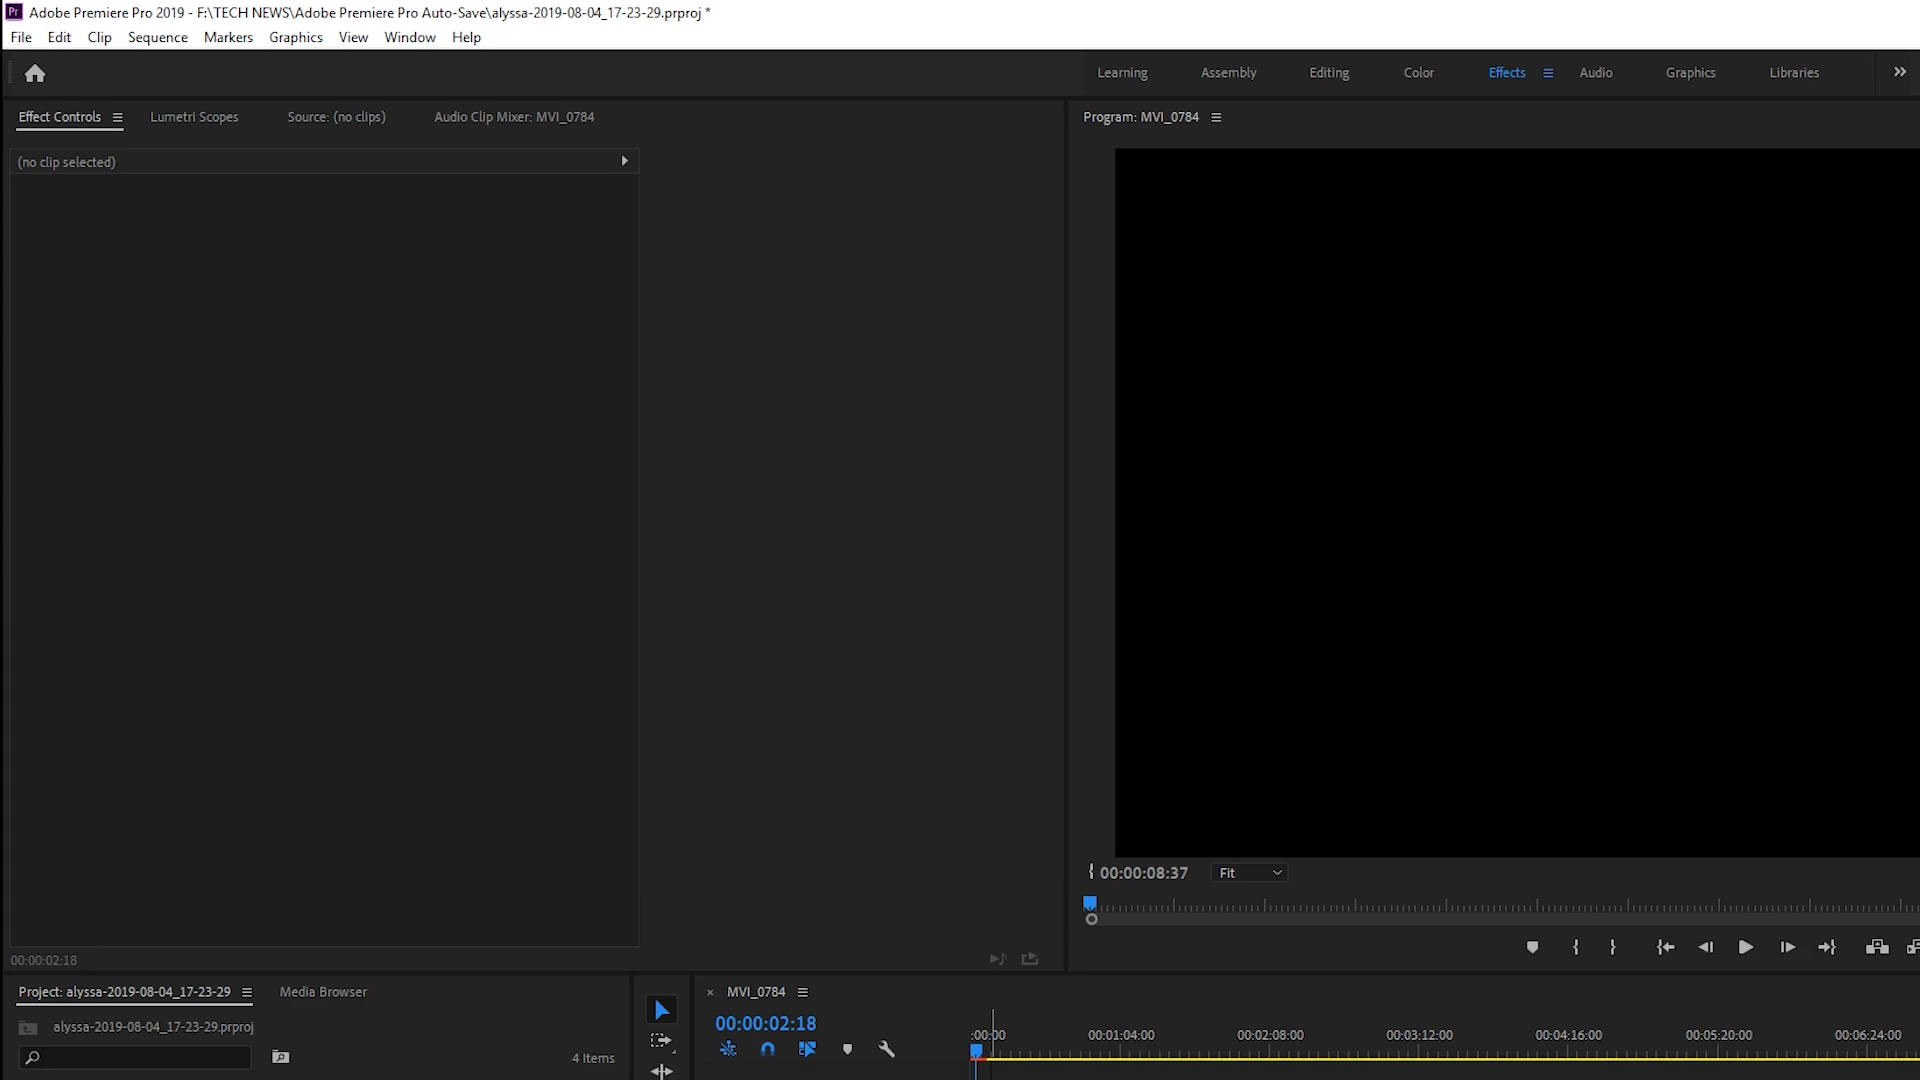 Pr Adobe Premiere Pro 2019 - F:\TECH NEWS\Adobe Premiere Pro Auto-Save\alyssa-2019-08-04_17-23-29.prproj *
File Edit Clip Sequence Markers Graphics View Window Help
Learning Assembly Editing Color Effects Audio Graphics Libraries
Effect Controls Lumetri Scopes Source: (no clips) Audio Clip Mixer: MVI_0784 Program: MVI_0784
(no clip selected)
00:00:08:37 Fit
00:00:02:18
Project: alyssa-2019-08-04_17-23-29 Media Browser MVI_0784
alyssa-2019-08-04_17-23-29.prproj 00:00:02:18
:00:00 00:01:04:00 00:02:08:00 00:03:12:00 00:04:16:00 00:05:20:00 00:06:24:00
4 Items